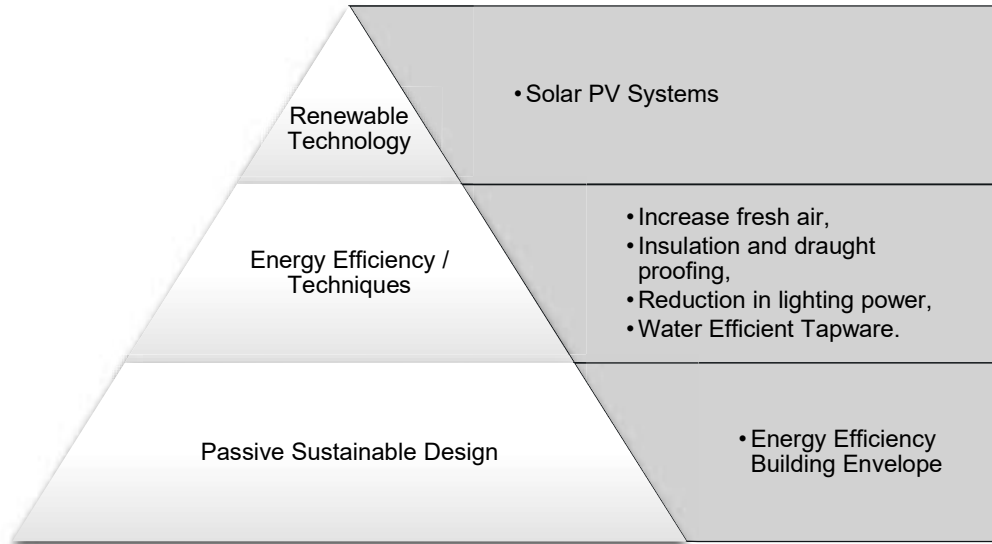 Renewable
Technology
• Solar PV Systems
Energy Efficiency /
Techniques
• Increase fresh air,
• Insulation and draught
proofing,
• Reduction in lighting power,
• Water Efficient Tapware.
Passive Sustainable Design
• Energy Efficiency
Building Envelope